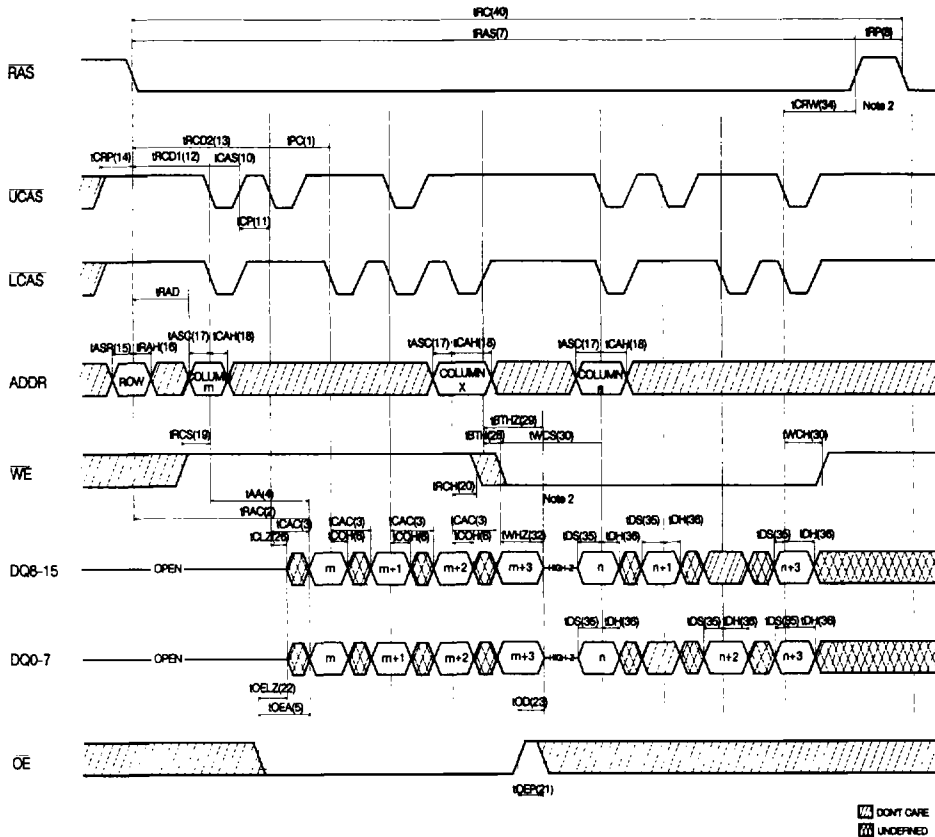 tRC(40)
tRAS(7) tRP(8)
RAS
tCRW(34) Note 2
tRCD2(13) tPC(1)
tCRP(14) tRCD1(12) tCAS(10)
UCAS
tCP(11)
LCAS
tRAD
tASR(15) tRAH(16) tASC(17) tCAH(18) tASC(17) tCAH(18) tASC(17) tCAH(18)
ADDR ROW COLUMN m COLUMN X COLUMN
tBTHZ(29)
tRCS(19) tBTH(28) tWCS(30) tWCH(30)
WE
tRCH(20) Note 2
tAA(4)
tRAC(2)
tCAC(3) tCAC(3) tCAC(3) tCAC(3) tDS(35) tDH(36)
tCLZ(26) tCOH(6) tCOH(6) tCOH(6) tWHZ(32) tDS(35) tDH(36) tDS(35) tDH(36)
DQ8-15 OPEN m m+1 m+2 m+3 HIGH-Z n n+1 n+3
tDS(35) tDH(36) tDS(35) tDH(36) tDS(35) tDH(36)
DQ0-7 OPEN m m+1 m+2 m+3 HIGH-Z n n+2 n+3
tOELZ(22) tOD(23)
tOEA(5)
OE
tOEP(21)
DON'T CARE
UNDEFINED